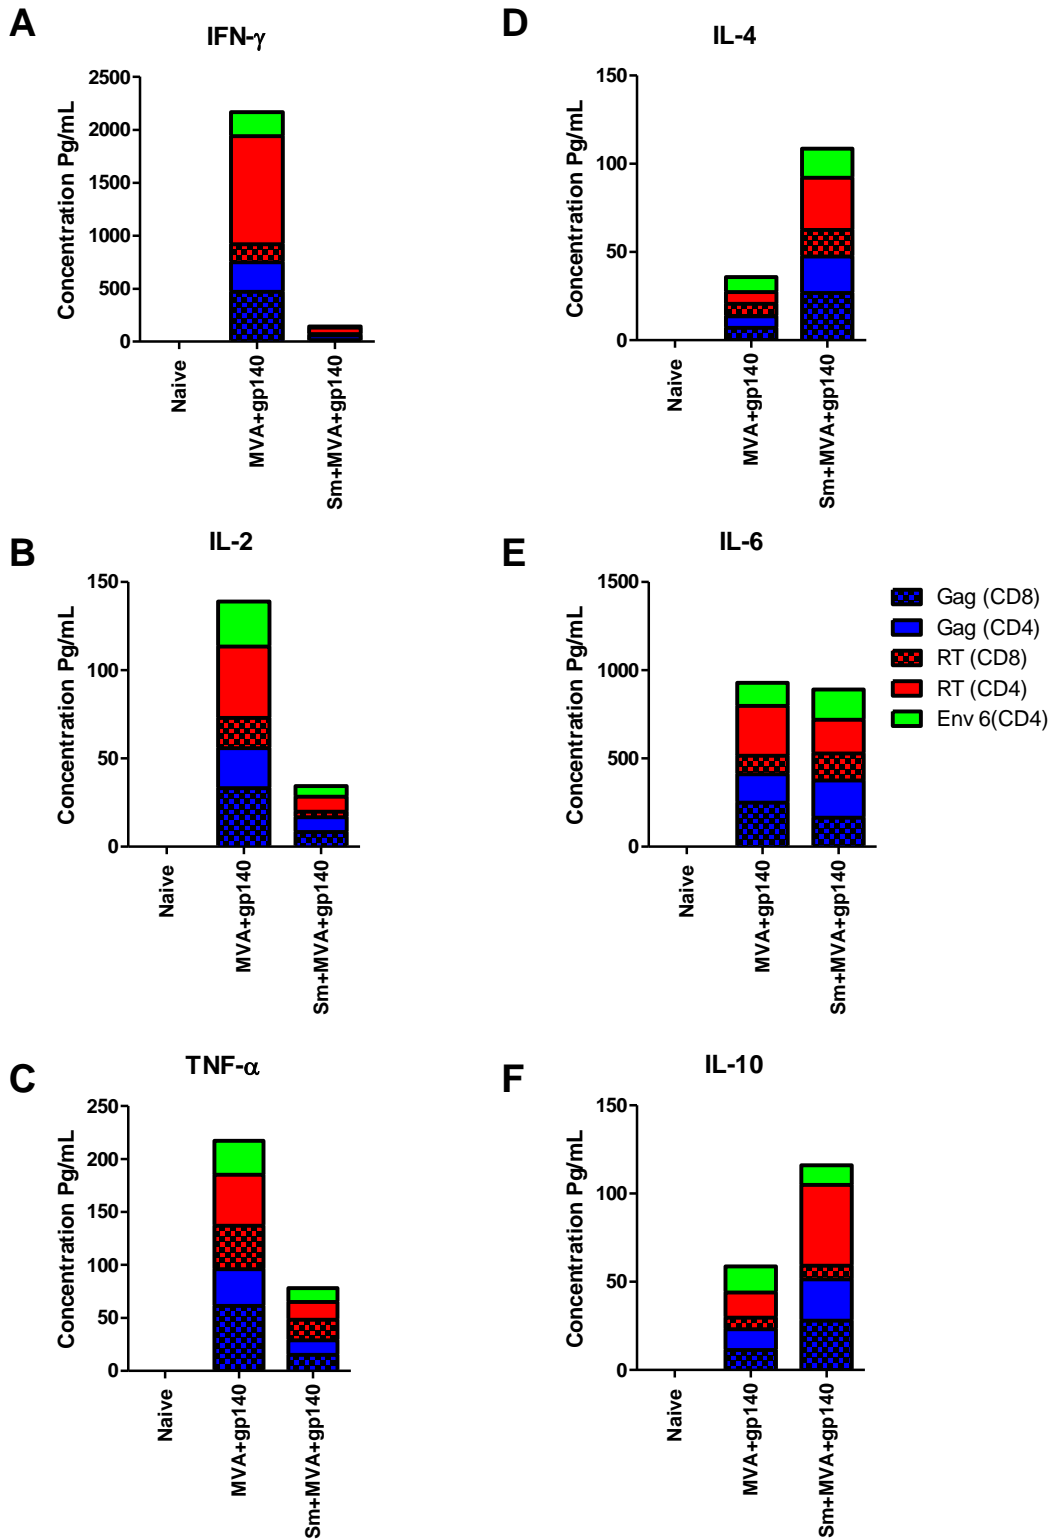 A
IFN-γ
Concentration Pg/mL
2500
2000
1500
1000
500
0
Naive
MVA+gp140
Sm+MVA+gp140
B
IL-2
Concentration Pg/mL
150
100
50
0
Naive
MVA+gp140
Sm+MVA+gp140
C
TNF-α
Concentration Pg/mL
250
200
150
100
50
0
Naive
MVA+gp140
Sm+MVA+gp140
D
IL-4
Concentration Pg/mL
150
100
50
0
Naive
MVA+gp140
Sm+MVA+gp140
E
IL-6
Concentration Pg/mL
1500
1000
500
0
Naive
MVA+gp140
Sm+MVA+gp140
Gag (CD8)
Gag (CD4)
RT (CD8)
RT (CD4)
Env 6(CD4)
F
IL-10
Concentration Pg/mL
150
100
50
0
Naive
MVA+gp140
Sm+MVA+gp140